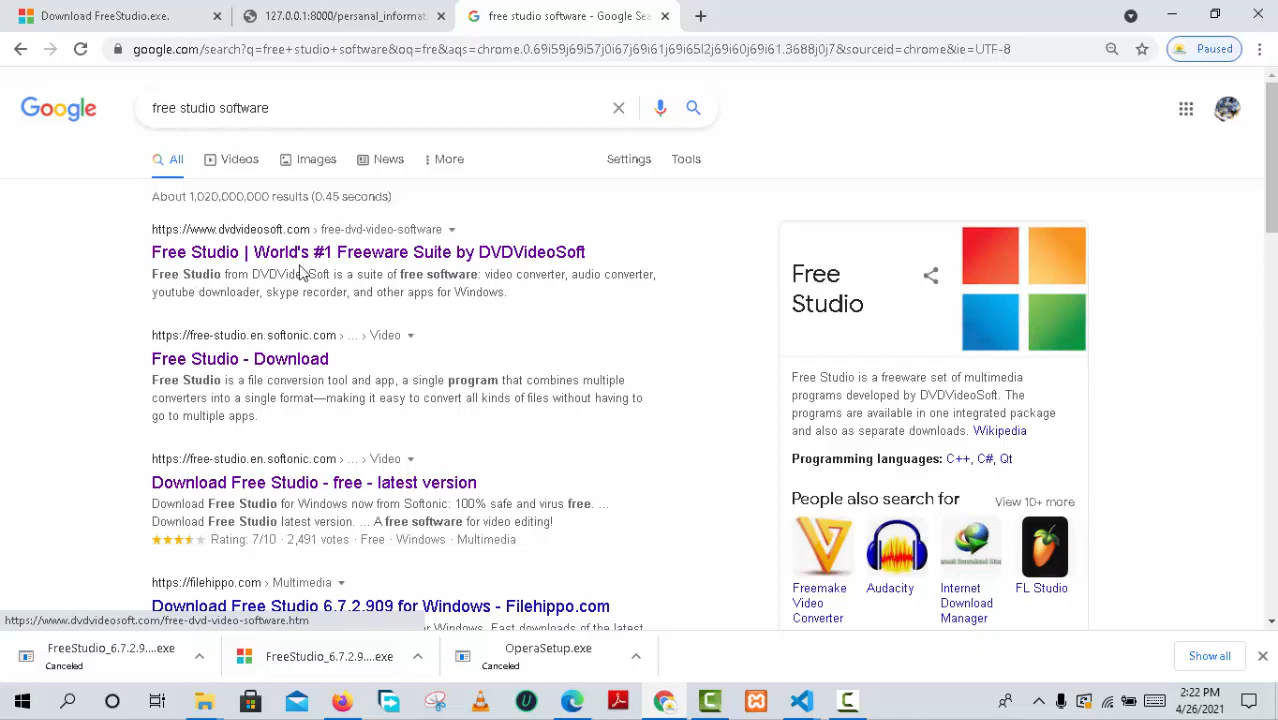 Download FreeStudio.exe.
127.0.0.1:8000/persanal_informat
free studio software - Google Sea
Paused
google.com/search?q=free+studio+software&oq=fre&aqs=chrome.0.69i59j69i57j0i67j69i61j69i65l2j69i60j69i61.3688j0j7&sourceid=chrome&ie=UTF-8
Google
free studio software
All
Videos
Images
News
More
Settings
Tools
About 1,020,000,000 results (0.45 seconds)
https://www.dvdvideosoft.com › free-dvd-video-software
Free Studio | World's #1 Freeware Suite by DVDVideoSoft
Free Studio from DVDVideoSoft is a suite of free software: video converter, audio converter,
youtube downloader, skype recorder, and other apps for Windows.
https://free-studio.en.softonic.com › ... › Video
Free Studio - Download
Free Studio is a file conversion tool and app, a single program that combines multiple
converters into a single format—making it easy to convert all kinds of files without having to
go to multiple apps.
https://free-studio.en.softonic.com › ... › Video
Download Free Studio - free - latest version
Download Free Studio for Windows now from Softonic: 100% safe and virus free. ...
Download Free Studio latest version. ... A free software for video editing!
Rating: 7/10 · 2,491 votes · Free · Windows · Multimedia
https://filehippo.com › Multimedia
Download Free Studio 6.7.2.909 for Windows - Filehippo.com
r Windows. Fast downloads of the latest
Free
Studio
Free Studio is a freeware set of multimedia
programs developed by DVDVideoSoft. The
programs are available in one integrated package
and also as separate downloads. Wikipedia
Programming languages: C++, C#, Qt
People also search for
View 10+ more
Freemake
Video
Converter
Audacity
Internet
Download
Manager
FL Studio
https://www.dvdvideosoft.com/free-dvd-video-software.htm
FreeStudio_6.7.2.9....exe
Canceled
FreeStudio_6.7.2.9....exe
OperaSetup.exe
Canceled
Show all
2:22 PM
4/26/2021